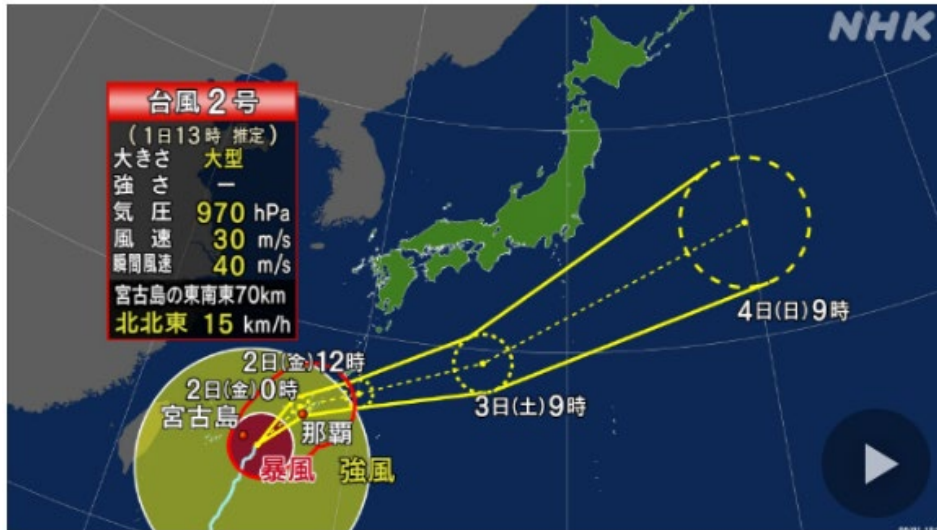 NHK
台風2号
(1日13時 推定)
大きさ 大型
強さ －
気圧 970 hPa
風速 30 m/s
瞬間風速 40 m/s
宮古島の東南東70km
北北東 15 km/h
4日(日)9時
2日(金)12時
2日(金)0時
3日(土)9時
宮古島
那覇
暴風
強風